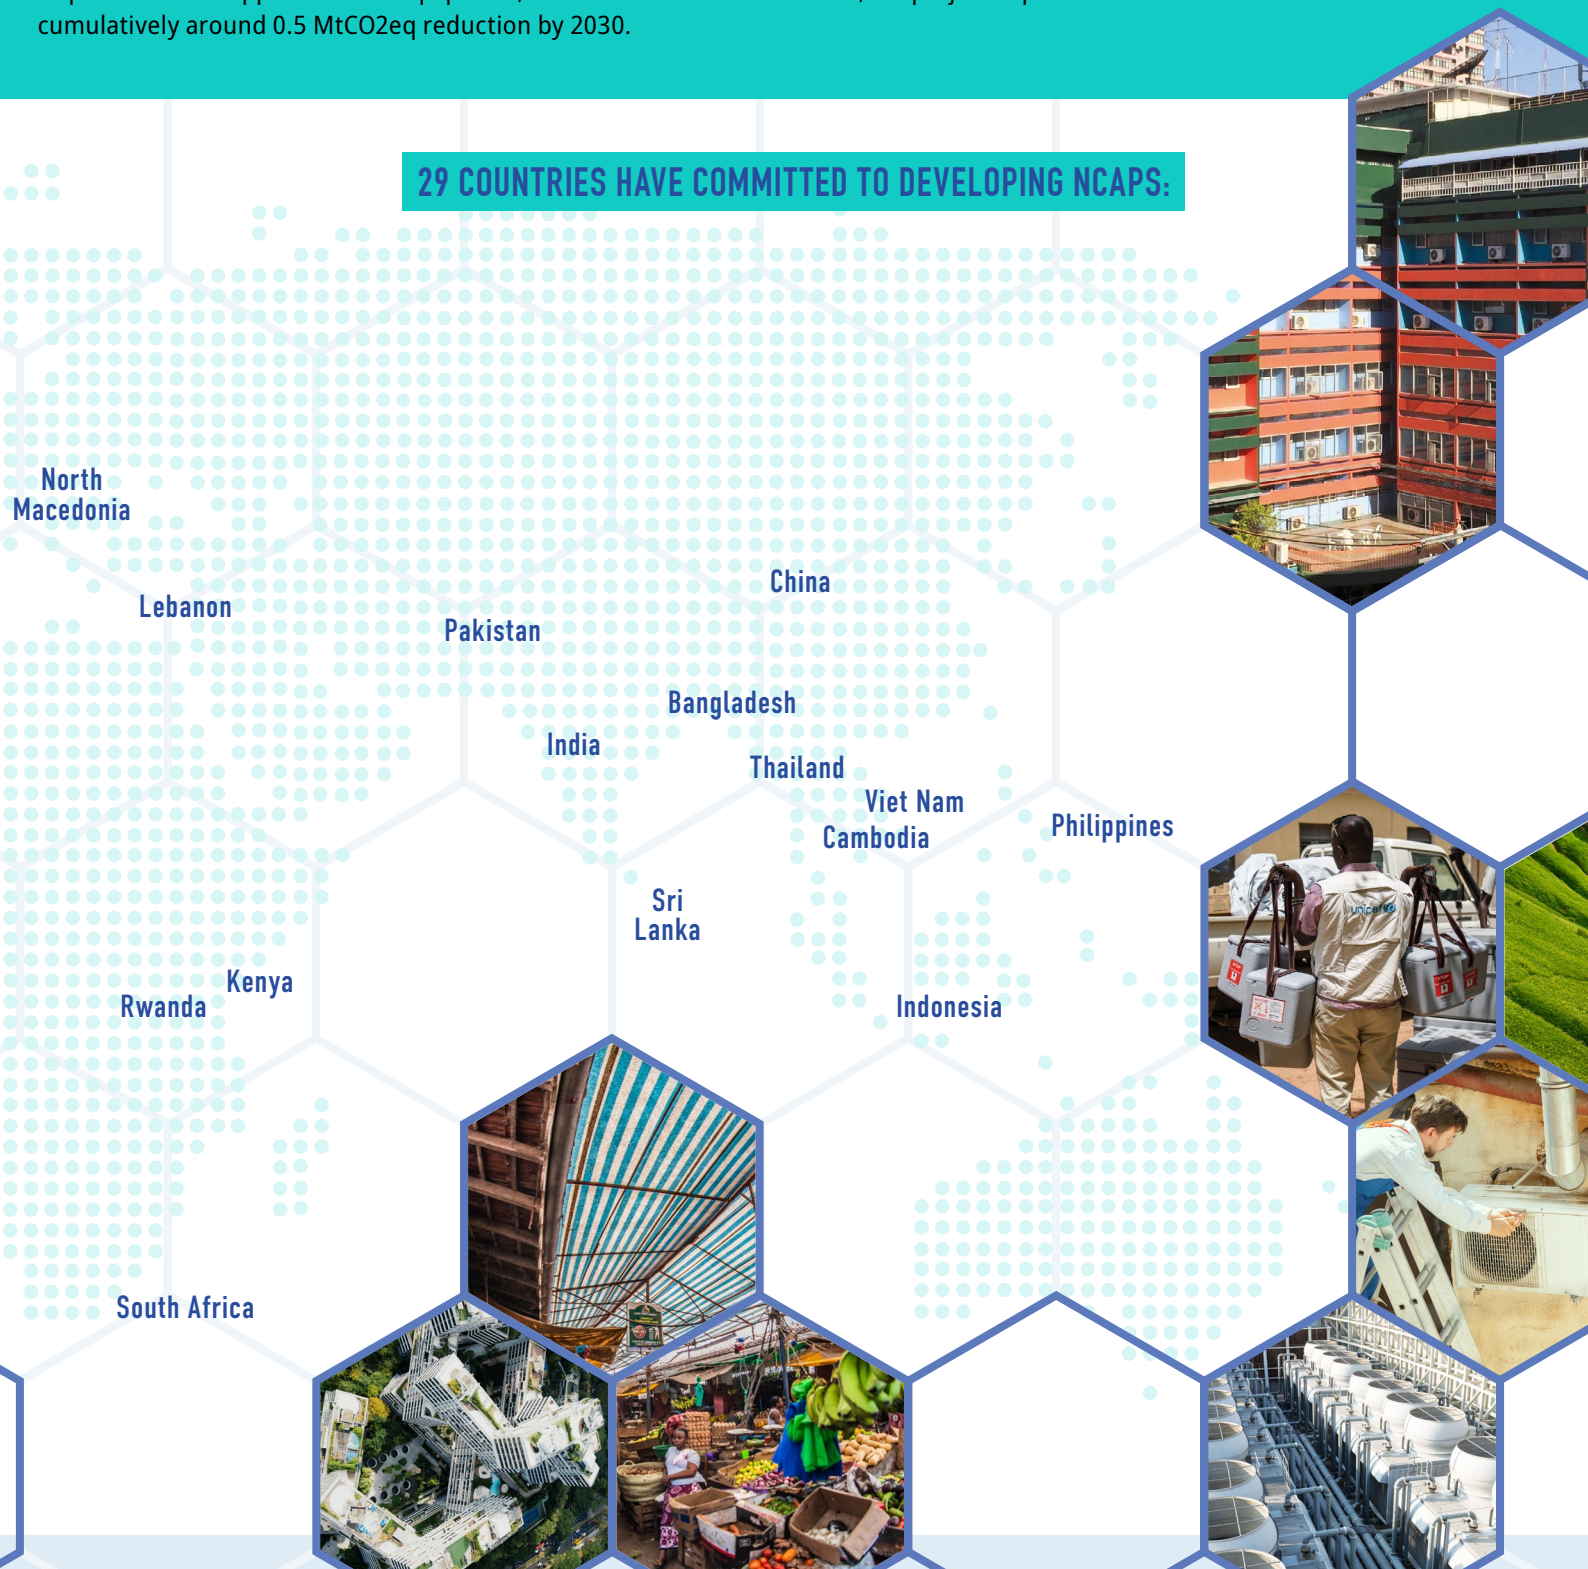 cumulatively around 0.5 MtCO2eq reduction by 2030.
29 COUNTRIES HAVE COMMITTED TO DEVELOPING NCAPS:
North
Macedonia
Lebanon
China
Pakistan
Bangladesh
India
Thailand
Viet Nam
Cambodia
Philippines
Sri
Lanka
Kenya
Rwanda
Indonesia
South Africa
unicef